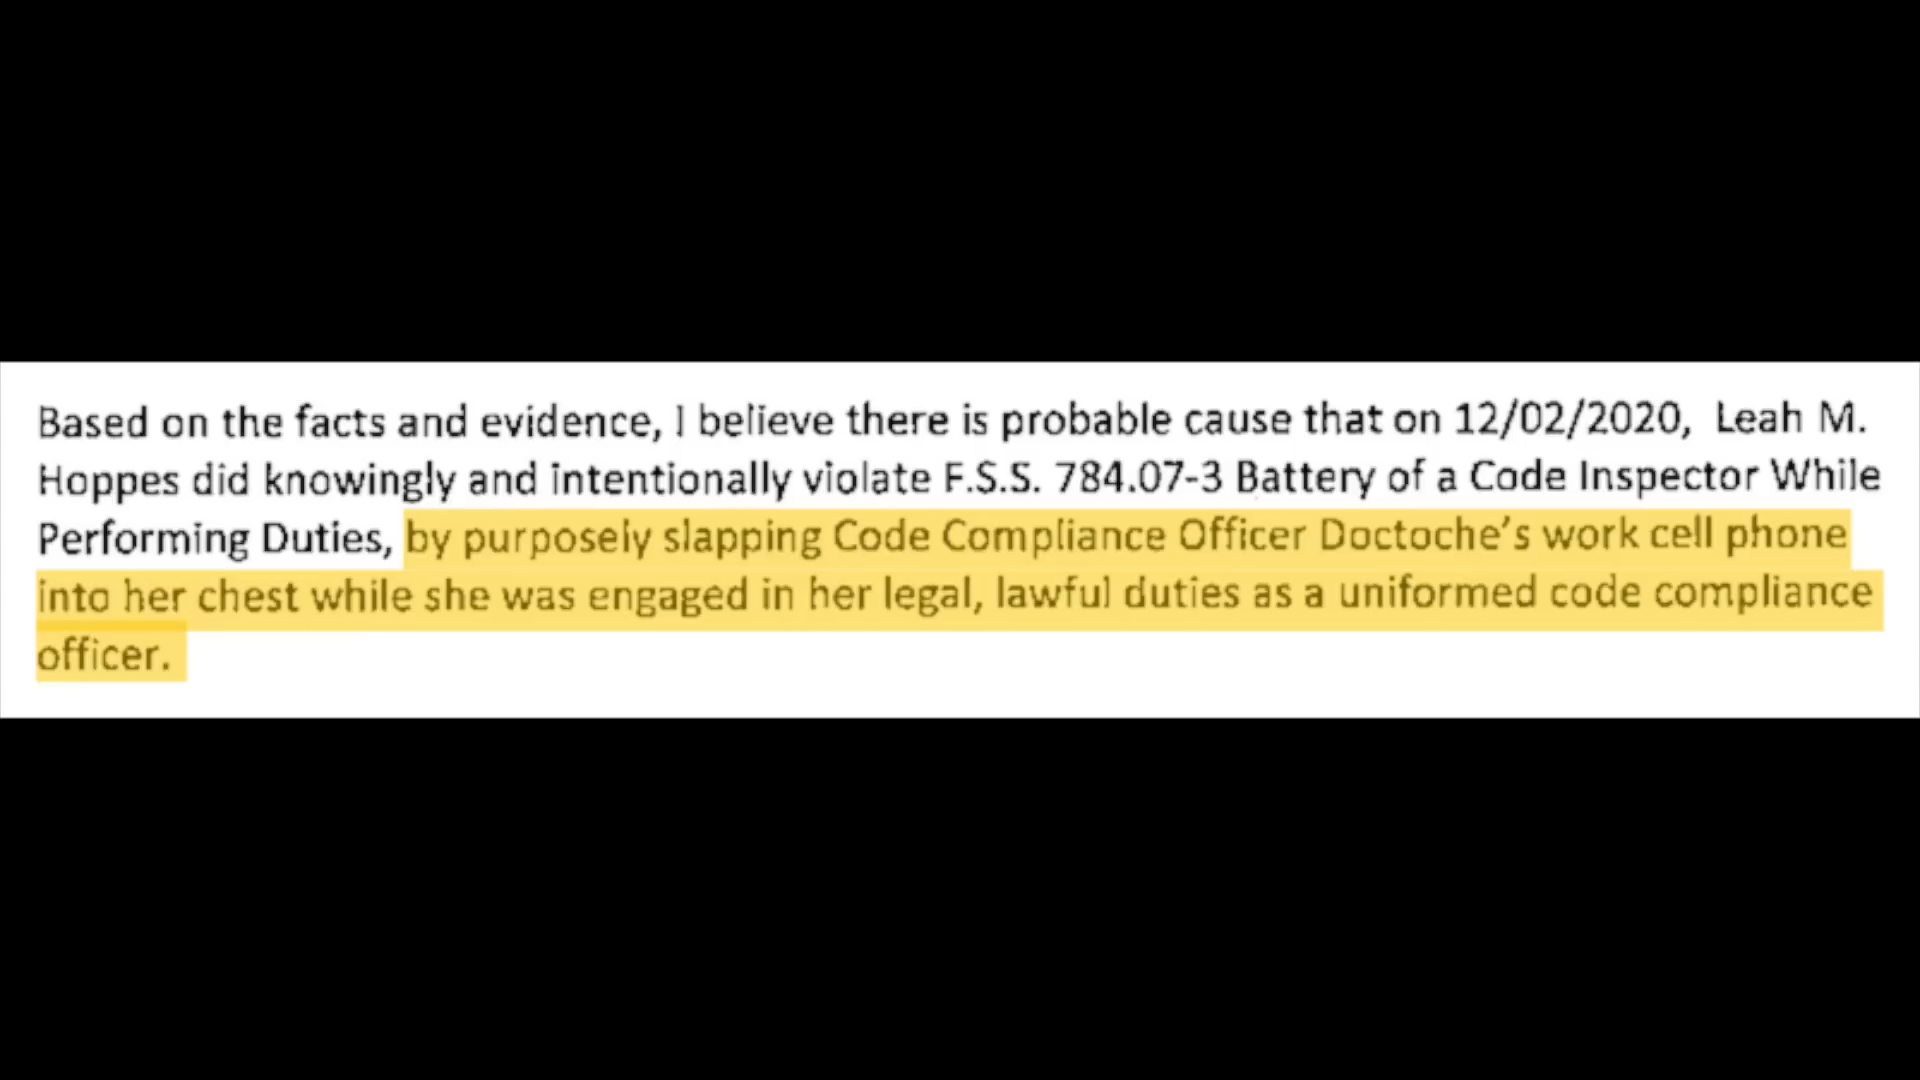 Based on the facts and evidence, I believe there is probable cause that on 12/02/2020, Leah M.
Hoppes did knowingly and intentionally violate F.S.S. 784.07-3 Battery of a Code Inspector While
Performing Duties, by purposely slapping Code Compliance Officer Doctoche's work cell phone
into her chest while she was engaged in her legal, lawful duties as a uniformed code compliance
officer.